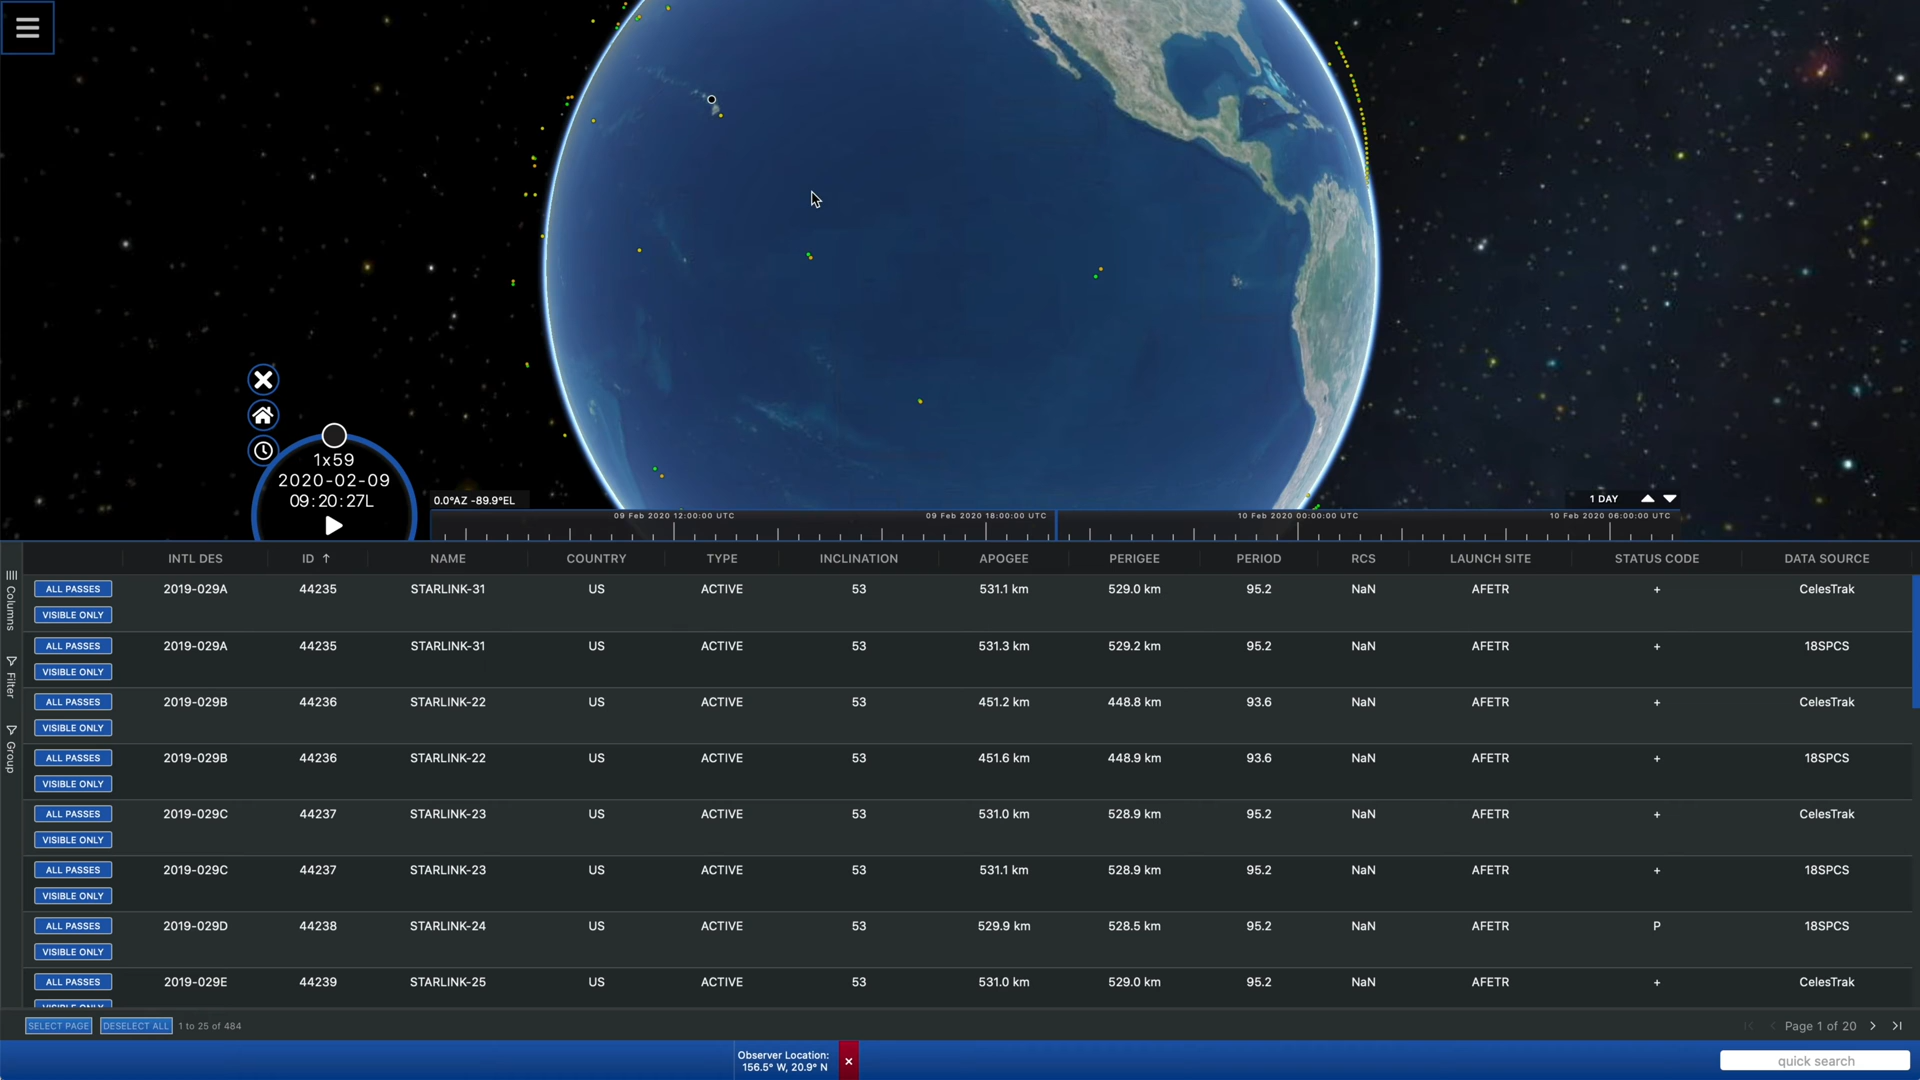 1x59
2020-02-09
09:20:27L
0.0°AZ -89.9°EL
1 DAY
09 Feb 2020 12:00:00 UTC 09 Feb 2020 18:00:00 UTC 10 Feb 2020 00:00:00 UTC 10 Feb 2020 06:00:00 UTC
INTL DES ID ↑ NAME COUNTRY TYPE INCLINATION APOGEE PERIGEE PERIOD RCS LAUNCH SITE STATUS CODE DATA SOURCE
Columns
Filter
Group
ALL PASSES 2019-029A 44235 STARLINK-31 US ACTIVE 53 531.1 km 529.0 km 95.2 NaN AFETR + CelesTrak
VISIBLE ONLY
ALL PASSES 2019-029A 44235 STARLINK-31 US ACTIVE 53 531.3 km 529.2 km 95.2 NaN AFETR + 18SPCS
VISIBLE ONLY
ALL PASSES 2019-029B 44236 STARLINK-22 US ACTIVE 53 451.2 km 448.8 km 93.6 NaN AFETR + CelesTrak
VISIBLE ONLY
ALL PASSES 2019-029B 44236 STARLINK-22 US ACTIVE 53 451.6 km 448.9 km 93.6 NaN AFETR + 18SPCS
VISIBLE ONLY
ALL PASSES 2019-029C 44237 STARLINK-23 US ACTIVE 53 531.0 km 528.9 km 95.2 NaN AFETR + CelesTrak
VISIBLE ONLY
ALL PASSES 2019-029C 44237 STARLINK-23 US ACTIVE 53 531.1 km 528.9 km 95.2 NaN AFETR + 18SPCS
VISIBLE ONLY
ALL PASSES 2019-029D 44238 STARLINK-24 US ACTIVE 53 529.9 km 528.5 km 95.2 NaN AFETR P 18SPCS
VISIBLE ONLY
ALL PASSES 2019-029E 44239 STARLINK-25 US ACTIVE 53 531.0 km 529.0 km 95.2 NaN AFETR + CelesTrak
VISIBLE ONLY
SELECT PAGE DESELECT ALL 1 to 25 of 484 Page 1 of 20
Observer Location:
156.5° W, 20.9° N
quick search